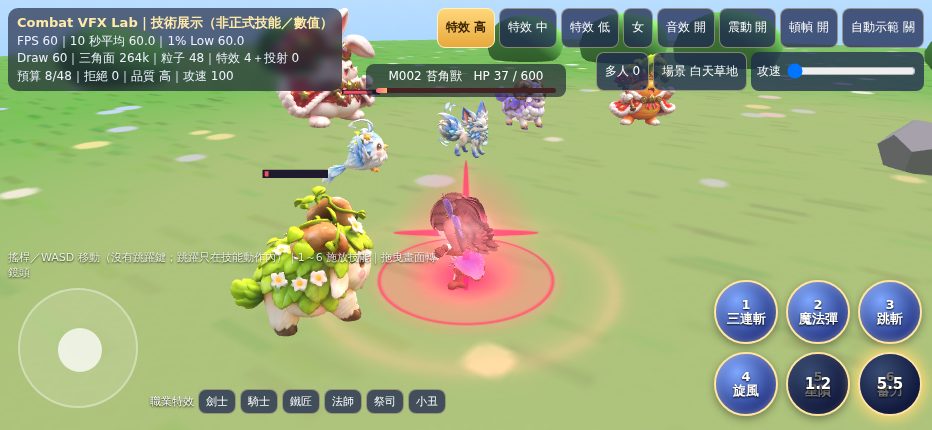 Combat VFX Lab｜技術展示（非正式技能／數值）
FPS 60｜10 秒平均 60.0｜1% Low 60.0
Draw 60｜三角面 264k｜粒子 48｜特效 4＋投射 0
預算 8/48｜拒絕 0｜品質 高｜攻速 100
特效 高
特效 中
特效 低
女
音效 開
震動 開
頓幀 開
自動示範 關
M002 苔角獸 HP 37 / 600
多人 0
場景 白天草地
攻速
搖桿／WASD 移動（沒有跳躍鍵；跳躍只在技能動作內）｜1～6 施放技能｜拖曳畫面轉
鏡頭
1
三連斬
2
魔法彈
3
跳斬
4
旋風
1.2
5.5
職業特效
劍士
騎士
鐵匠
法師
祭司
小丑